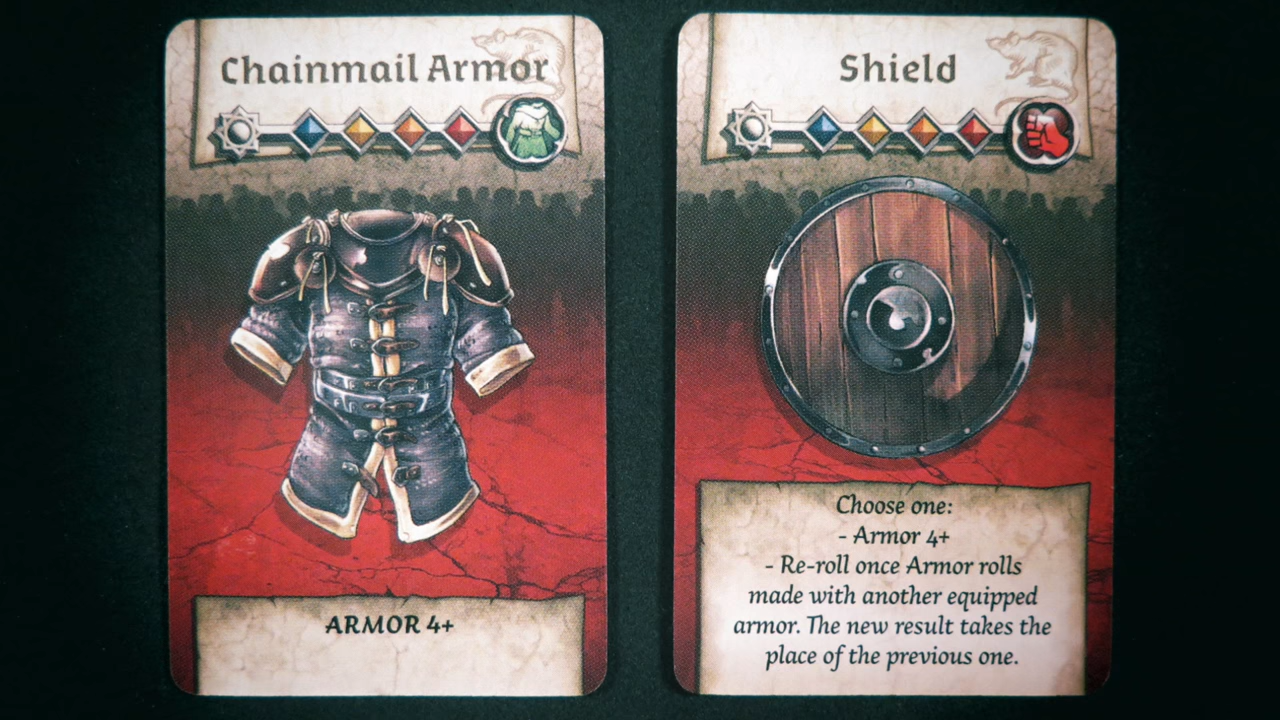 Chainmail Armor
ARMOR 4+
Shield
Choose one:
- Armor 4+
- Re-roll once Armor rolls
made with another equipped
armor. The new result takes the
place of the previous one.